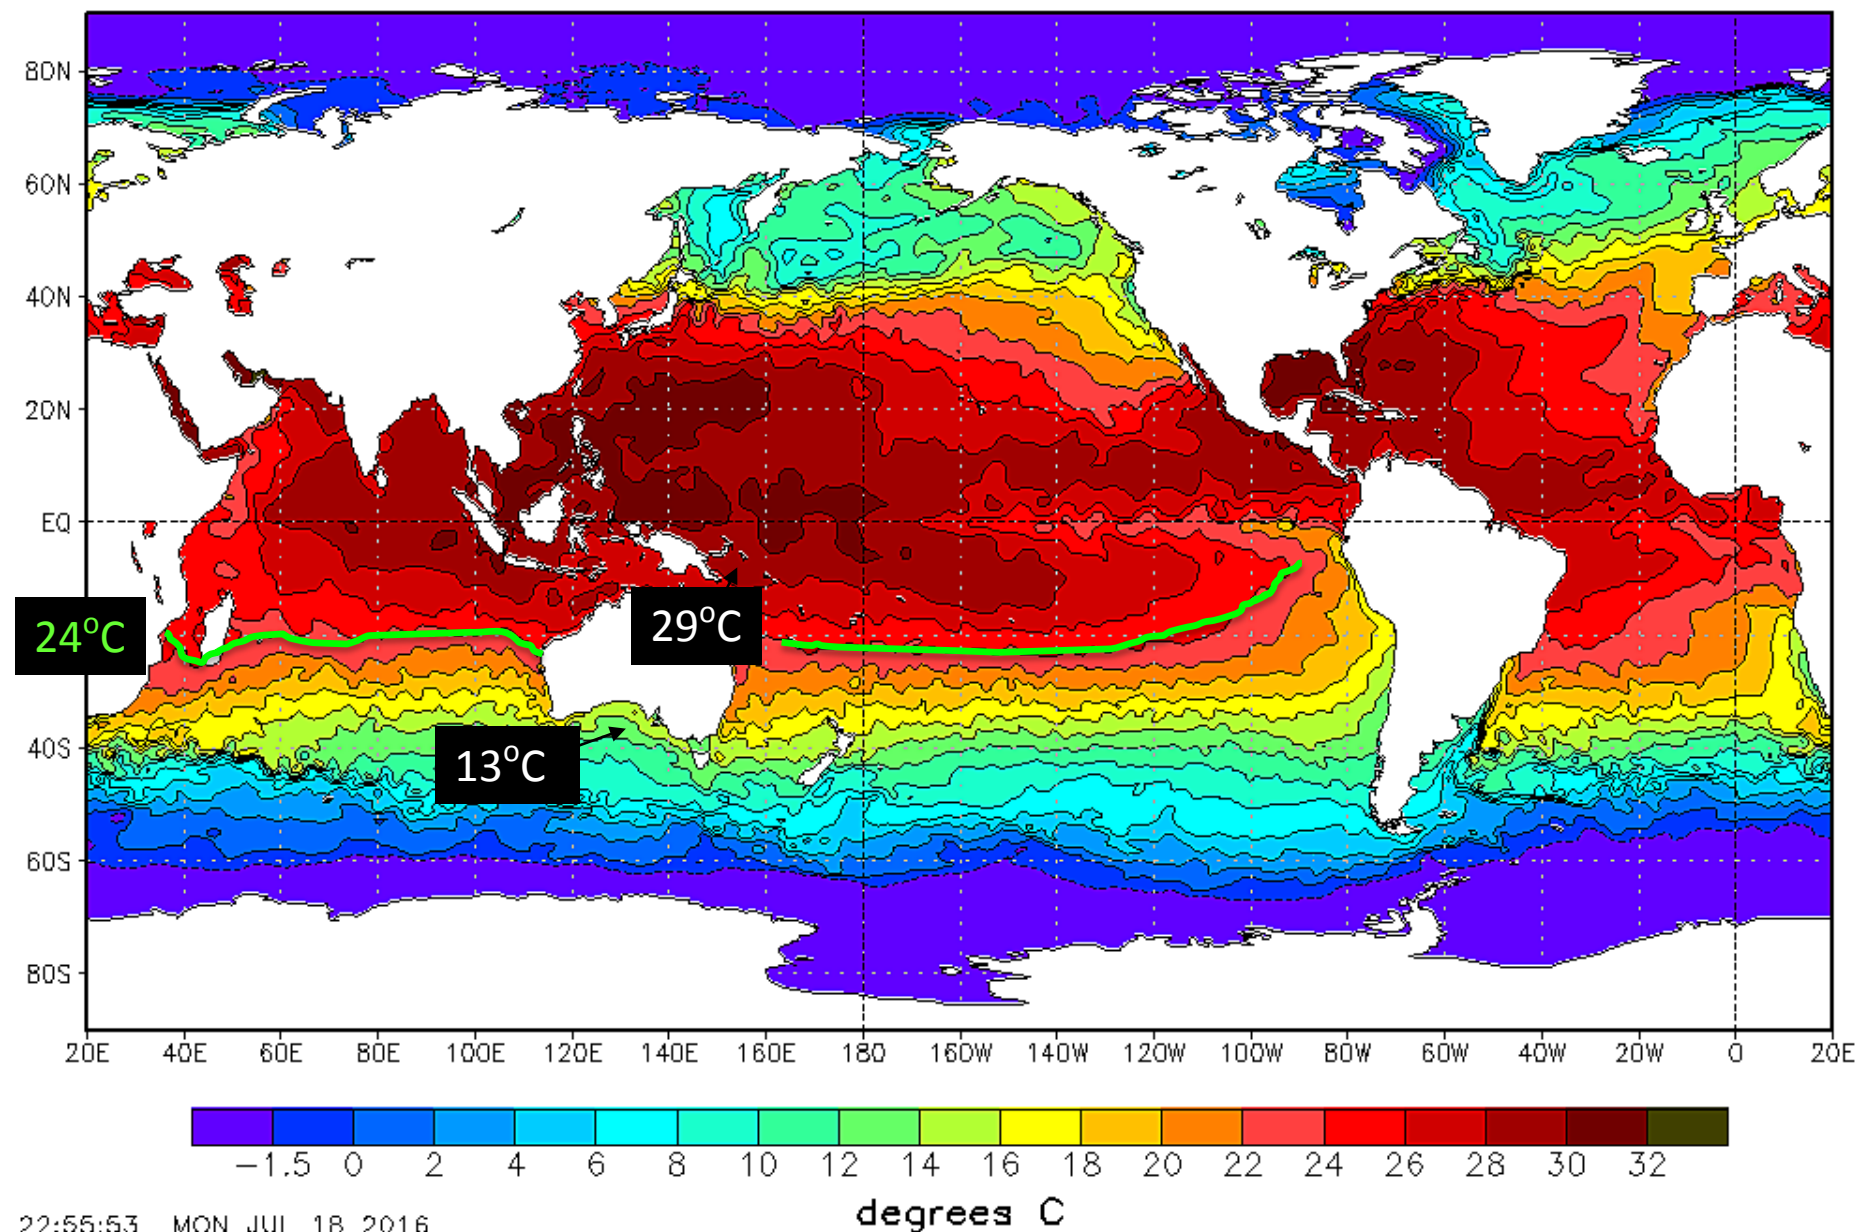 80N
60N
40N
20N
EQ
24°C
29°C
13°C
40S
60S
80S
20E 40E 60E 80E 100E 120E 140E 160E 180 160W 140W 120W 100W 80W 60W 40W 20W 0 20E
−1.5 0 2 4 6 8 10 12 14 16 18 20 22 24 26 28 30 32
degrees C
22:55:53 MON JUL 18 2016